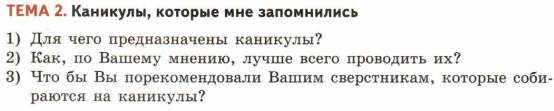 ТЕМА 2. Каникулы, которые мне запомнились
1) Для чего предназначены каникулы?
2) Как, по Вашему мнению, лучше всего проводить их?
3) Что бы Вы порекомендовали Вашим сверстникам, которые соби-
раются на каникулы?